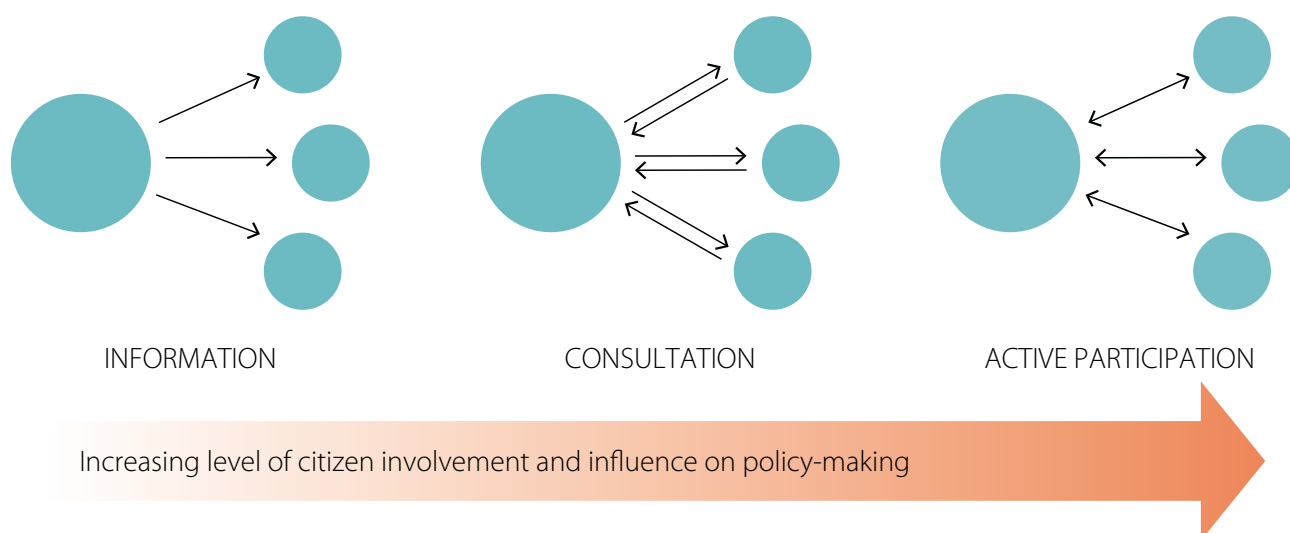 INFORMATION
CONSULTATION
ACTIVE PARTICIPATION
Increasing level of citizen involvement and influence on policy-making